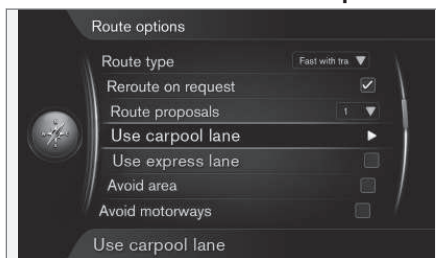 Route options
Route type Fast with tra
Reroute on request
Route proposals 1
Use carpool lane
Use express lane
Avoid area
Avoid motorways
Use carpool lane